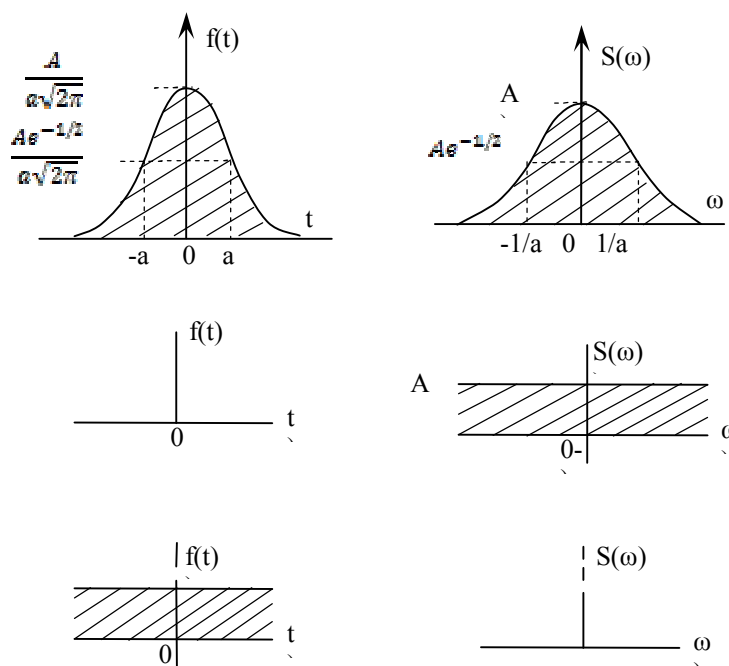 f(t)
A
a√2π
Ae^{-1/2}
a√2π
t
-a 0 a
S(ω)
A
Ae^{-1/2}
ω
-1/a 0 1/a
f(t)
t
0
S(ω)
A
0-
f(t)
t
0
S(ω)
ω